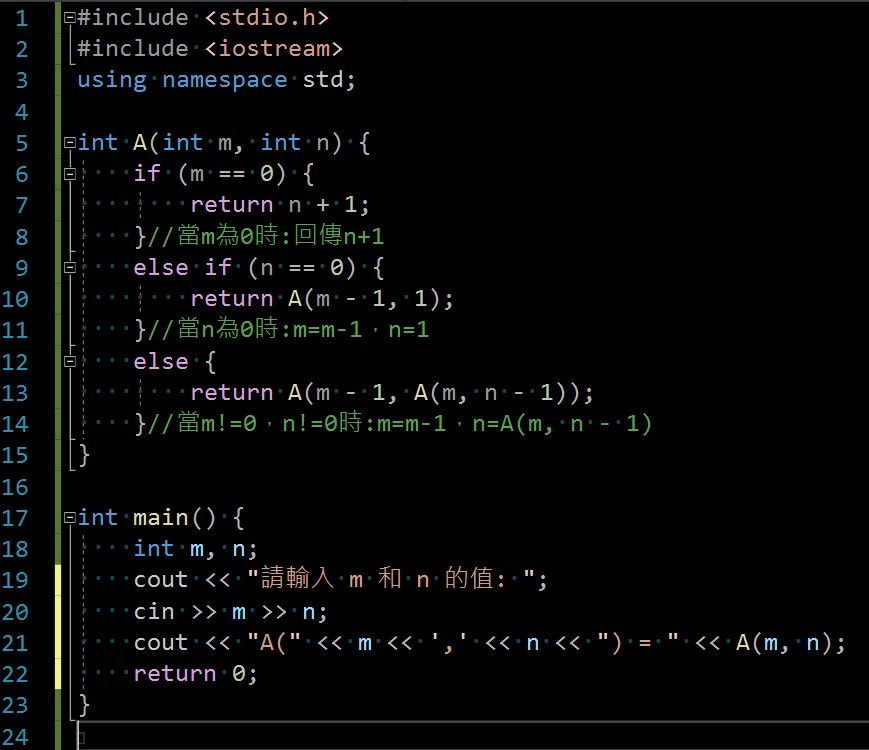 1 #include <stdio.h>
2 #include <iostream>
3 using namespace std;
4
5 int A(int m, int n) {
6     if (m == 0) {
7         return n + 1;
8     }//當m為0時:回傳n+1
9     else if (n == 0) {
10         return A(m - 1, 1);
11     }//當n為0時:m=m-1，n=1
12     else {
13         return A(m - 1, A(m, n - 1));
14     }//當m!=0，n!=0時:m=m-1，n=A(m, n - 1)
15 }
16
17 int main() {
18     int m, n;
19     cout << "請輸入 m 和 n 的值: ";
20     cin >> m >> n;
21     cout << "A(" << m << ',' << n << ") = " << A(m, n);
22     return 0;
23 }
24